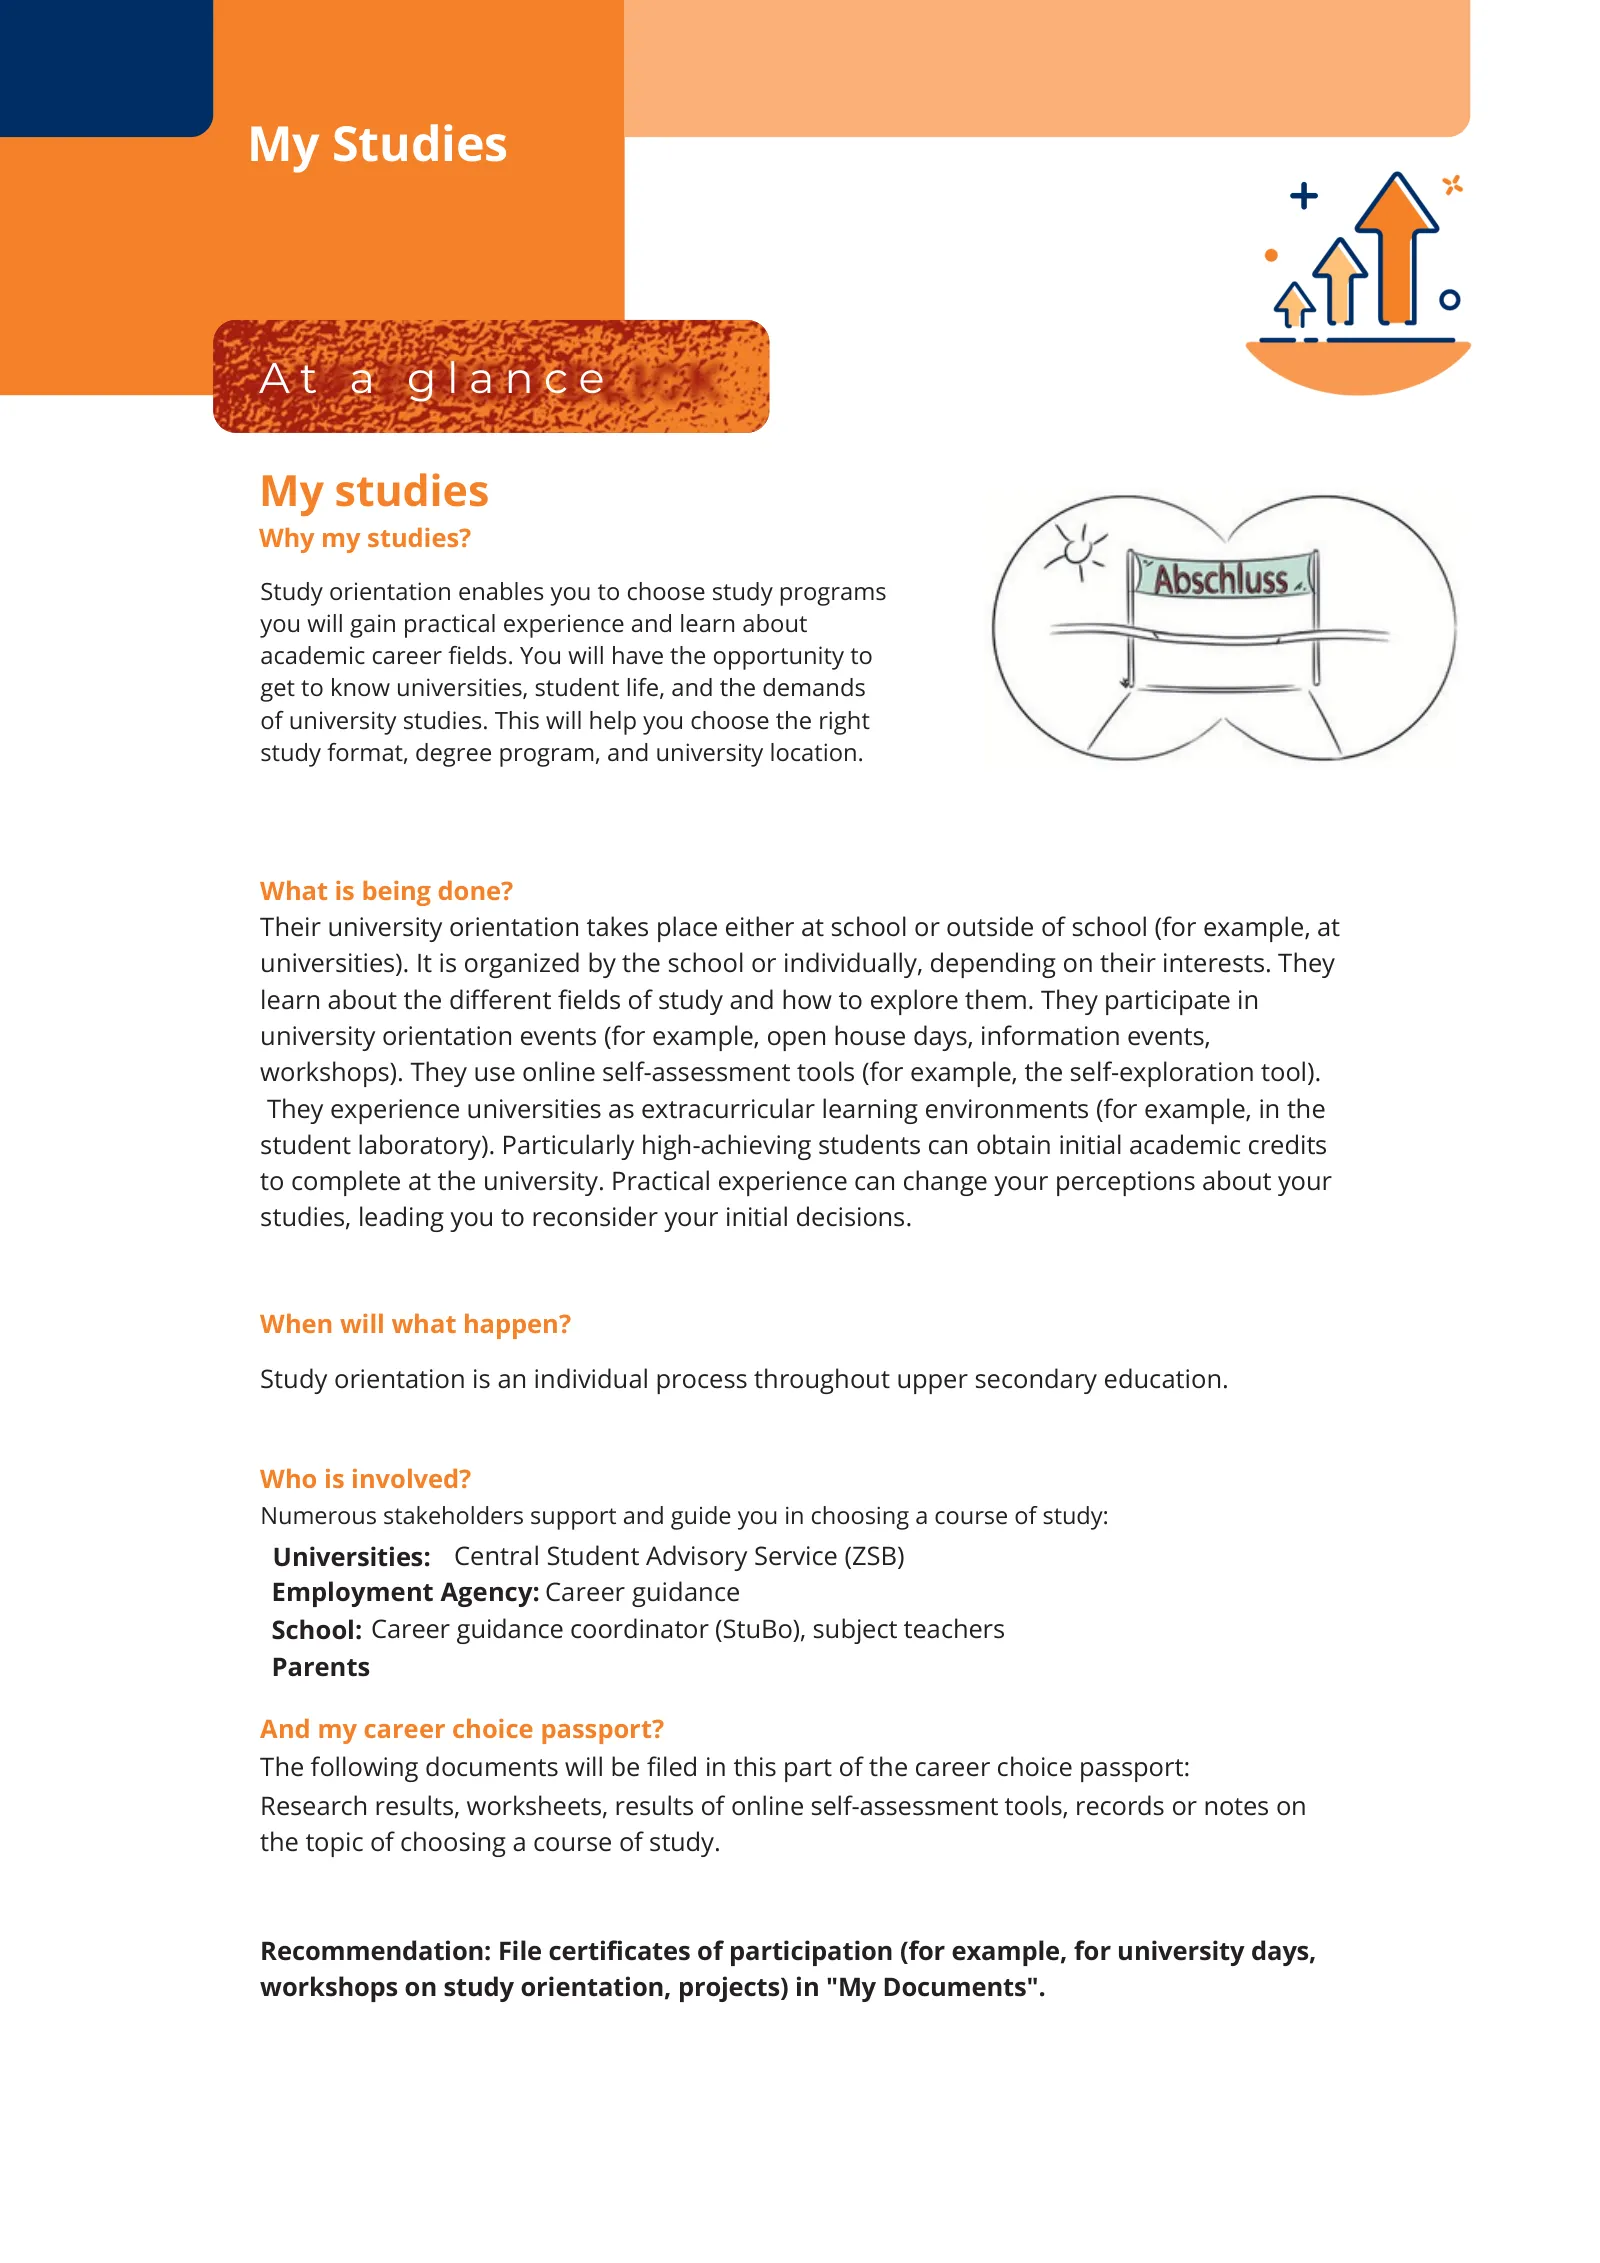 My Studies
At a glance
My studies
Why my studies?
Study orientation enables you to choose study programs
you will gain practical experience and learn about
academic career fields. You will have the opportunity to
get to know universities, student life, and the demands
of university studies. This will help you choose the right
study format, degree program, and university location.
Abschluss
What is being done?
Their university orientation takes place either at school or outside of school (for example, at
universities). It is organized by the school or individually, depending on their interests. They
learn about the different fields of study and how to explore them. They participate in
university orientation events (for example, open house days, information events,
workshops). They use online self-assessment tools (for example, the self-exploration tool).
They experience universities as extracurricular learning environments (for example, in the
student laboratory). Particularly high-achieving students can obtain initial academic credits
to complete at the university. Practical experience can change your perceptions about your
studies, leading you to reconsider your initial decisions.
When will what happen?
Study orientation is an individual process throughout upper secondary education.
Who is involved?
Numerous stakeholders support and guide you in choosing a course of study:
Universities: Central Student Advisory Service (ZSB)
Employment Agency: Career guidance
School: Career guidance coordinator (StuBo), subject teachers
Parents
And my career choice passport?
The following documents will be filed in this part of the career choice passport:
Research results, worksheets, results of online self-assessment tools, records or notes on
the topic of choosing a course of study.
Recommendation: File certificates of participation (for example, for university days,
workshops on study orientation, projects) in "My Documents".